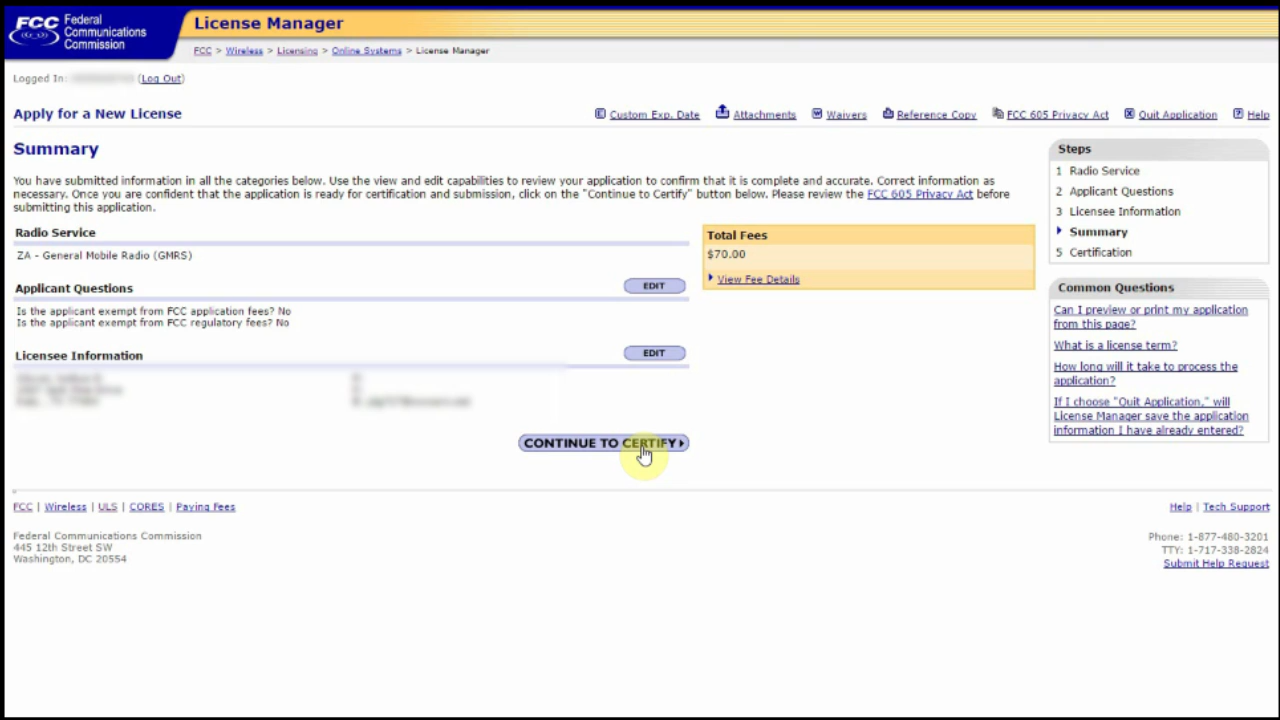 FCC Federal Communications Commission
License Manager
FCC > Wireless > Licensing > Online Systems > License Manager
Logged In: (Log Out)
Apply for a New License
Custom Exp. Date Attachments Waivers Reference Copy FCC 605 Privacy Act Quit Application Help
Summary
You have submitted information in all the categories below. Use the view and edit capabilities to review your application to confirm that it is complete and accurate. Correct information as
necessary. Once you are confident that the application is ready for certification and submission, click on the "Continue to Certify" button below. Please review the FCC 605 Privacy Act before
submitting this application.
Radio Service
ZA - General Mobile Radio (GMRS)
Applicant Questions EDIT
Is the applicant exempt from FCC application fees? No
Is the applicant exempt from FCC regulatory fees? No
Licensee Information EDIT
CONTINUE TO CERTIFY
Total Fees
$70.00
View Fee Details
Steps
1 Radio Service
2 Applicant Questions
3 Licensee Information
Summary
5 Certification
Common Questions
Can I preview or print my application
from this page?
What is a license term?
How long will it take to process the
application?
If I choose "Quit Application," will
License Manager save the application
information I have already entered?
FCC | Wireless | ULS | CORES | Paying Fees
Help | Tech Support
Federal Communications Commission
445 12th Street SW
Washington, DC 20554
Phone: 1-877-480-3201
TTY: 1-717-338-2824
Submit Help Request